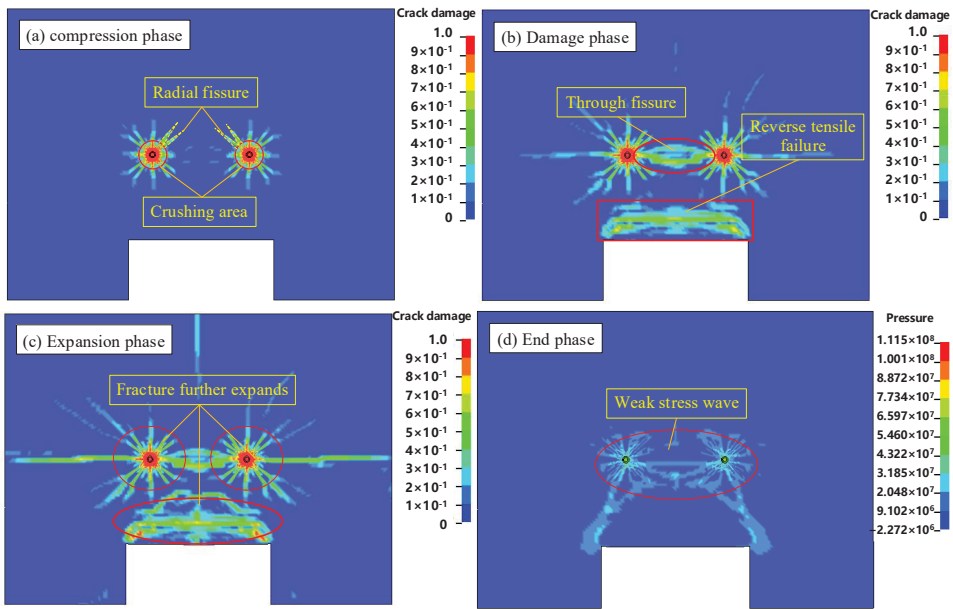 (a) compression phase
Radial fissure
Crushing area
Crack damage
1.0
9×10⁻¹
8×10⁻¹
7×10⁻¹
6×10⁻¹
5×10⁻¹
4×10⁻¹
3×10⁻¹
2×10⁻¹
1×10⁻¹
0
(b) Damage phase
Through fissure
Reverse tensile
failure
Crack damage
1.0
9×10⁻¹
8×10⁻¹
7×10⁻¹
6×10⁻¹
5×10⁻¹
4×10⁻¹
3×10⁻¹
2×10⁻¹
1×10⁻¹
0
(c) Expansion phase
Fracture further expands
Crack damage
1.0
9×10⁻¹
8×10⁻¹
7×10⁻¹
6×10⁻¹
5×10⁻¹
4×10⁻¹
3×10⁻¹
2×10⁻¹
1×10⁻¹
0
(d) End phase
Weak stress wave
Pressure
1.115×10⁸
1.001×10⁸
8.872×10⁷
7.734×10⁷
6.597×10⁷
5.460×10⁷
4.322×10⁷
3.185×10⁷
2.048×10⁷
9.102×10⁶
-2.272×10⁶